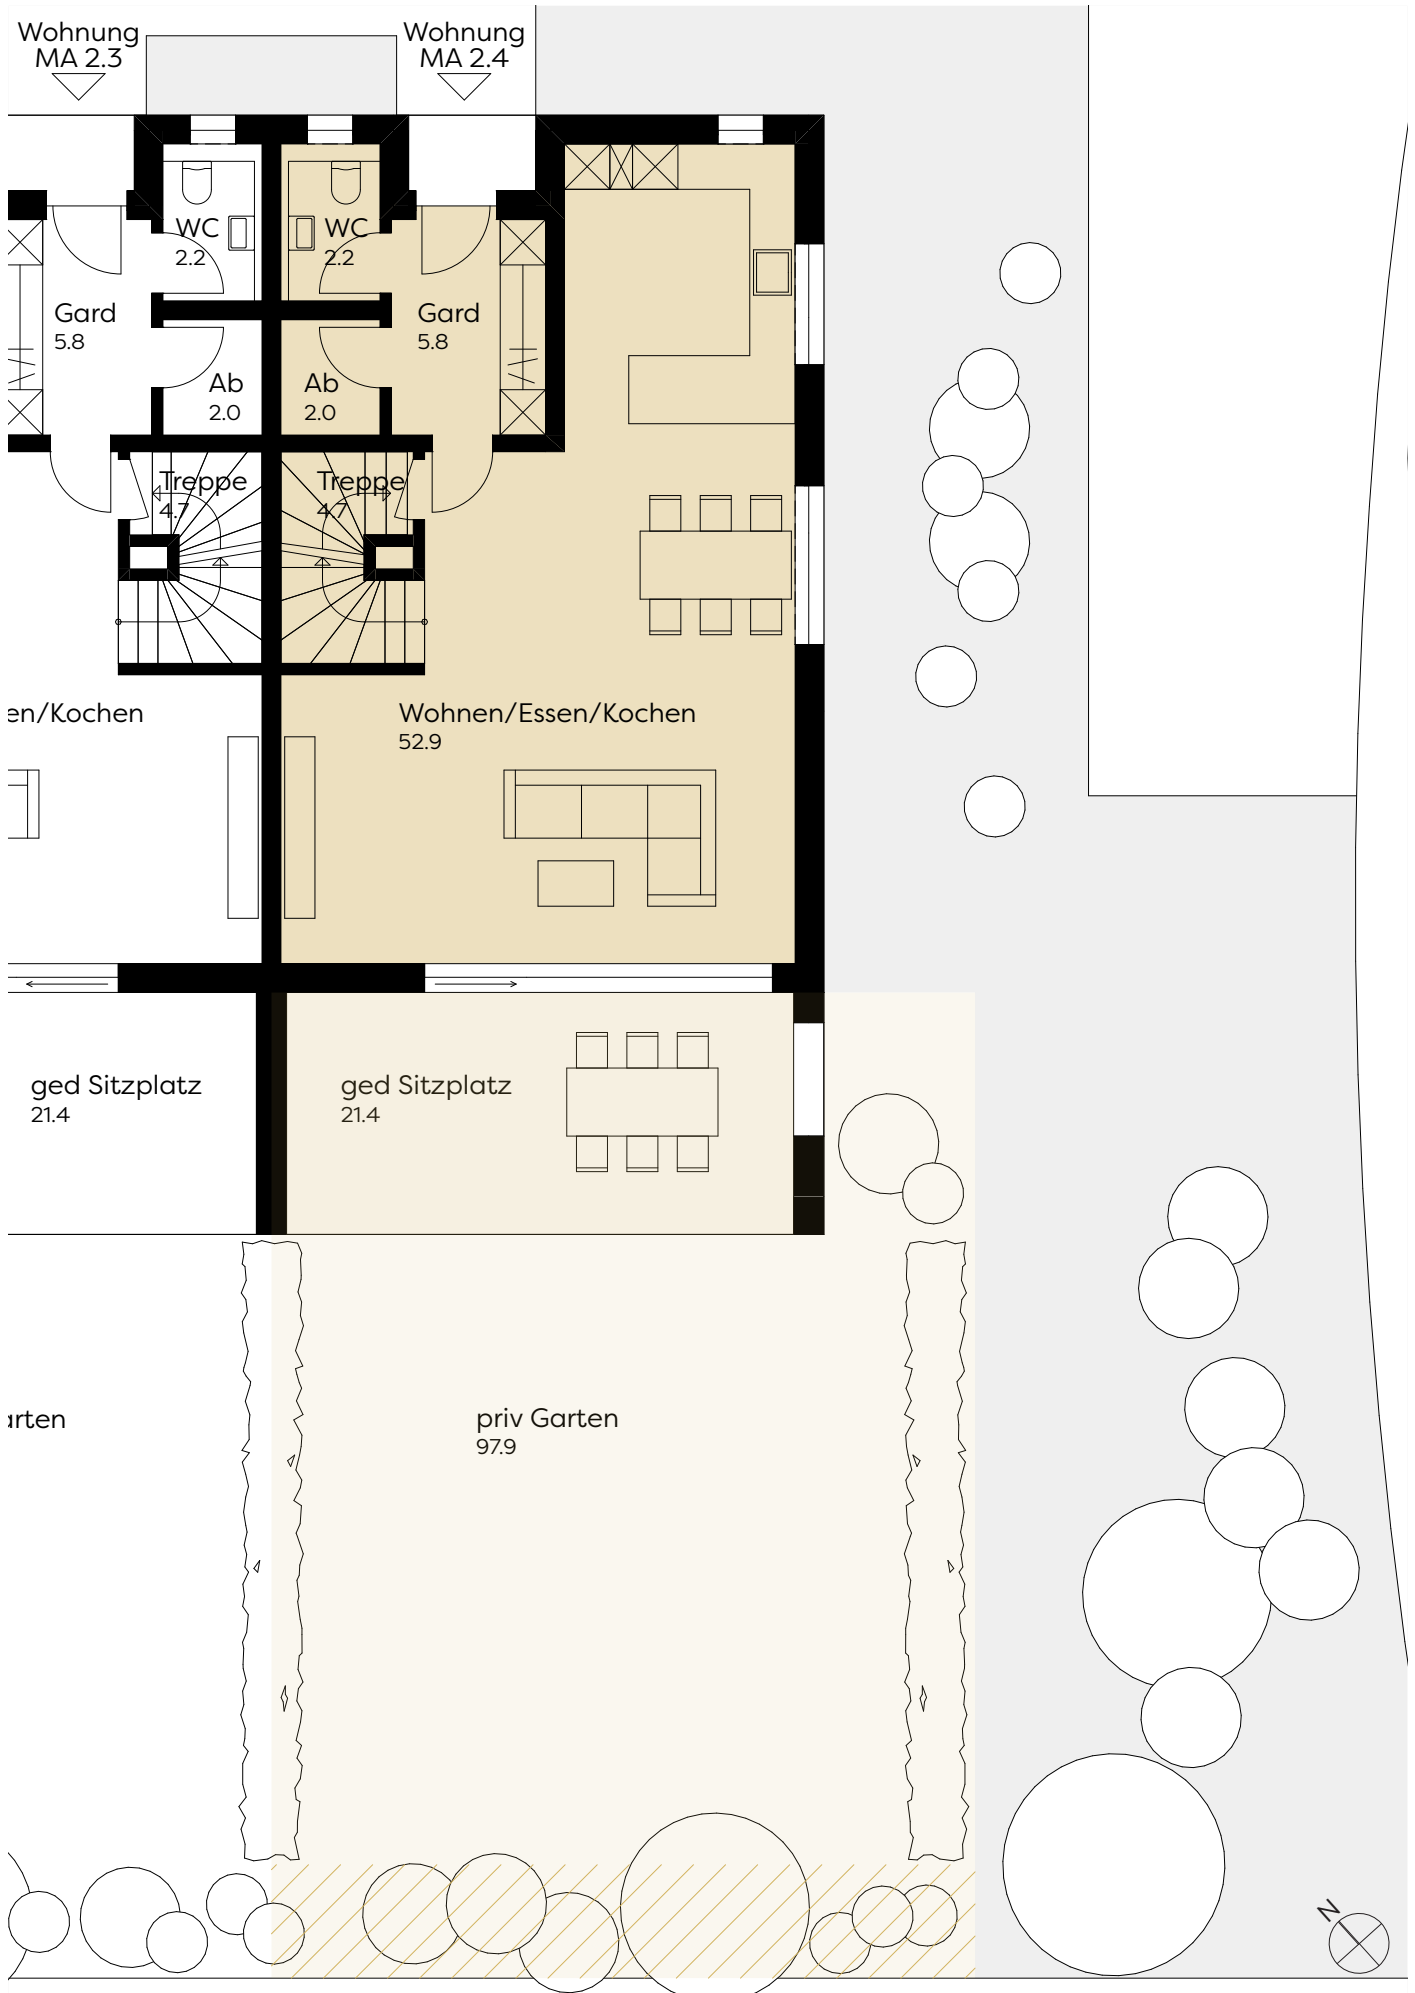 Wohnung
MA 2.3
Wohnung
MA 2.4
WC
2.2
WC
2.2
Gard
5.8
Gard
5.8
Ab
2.0
Ab
2.0
Treppe
4.7
Treppe
4.7
en/Kochen
Wohnen/Essen/Kochen
52.9
ged Sitzplatz
21.4
ged Sitzplatz
21.4
arten
priv Garten
97.9
N